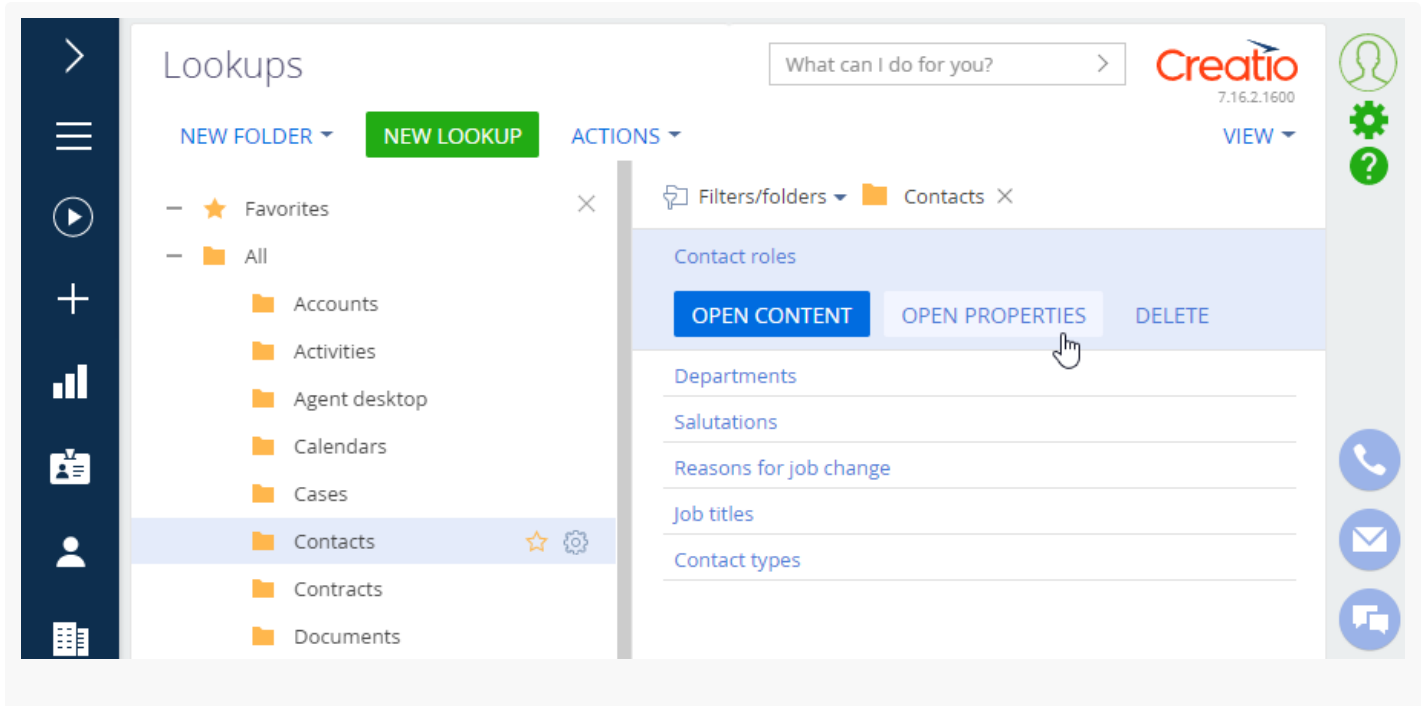 Lookups
What can I do for you?
Creatio
7.16.2.1600
NEW FOLDER NEW LOOKUP ACTIONS VIEW
Favorites
All
Accounts
Activities
Agent desktop
Calendars
Cases
Contacts
Contracts
Documents
Filters/folders Contacts
Contact roles
OPEN CONTENT OPEN PROPERTIES DELETE
Departments
Salutations
Reasons for job change
Job titles
Contact types